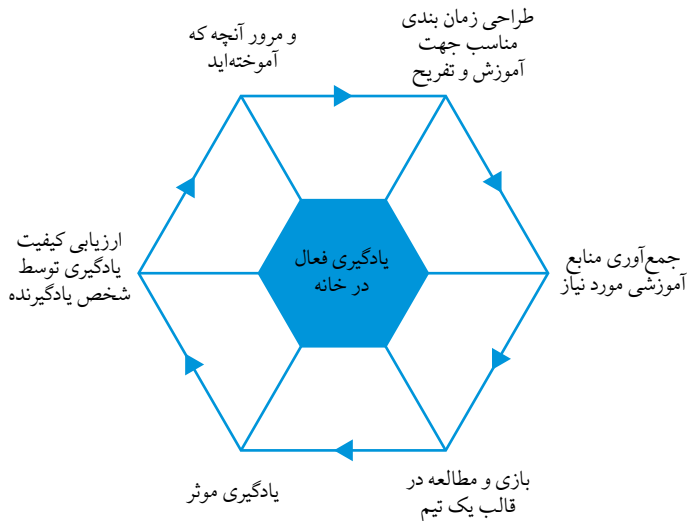 طراحی زمان بندی
مناسب جهت
آموزش و تفریح
جمع‌آوری منابع
آموزشی مورد نیاز
بازی و مطالعه در
قالب یک تیم
یادگیری موثر
ارزیابی کیفیت
یادگیری توسط
شخص یادگیرنده
و مرور آنچه که
آموخته‌اید
یادگیری فعال
در خانه